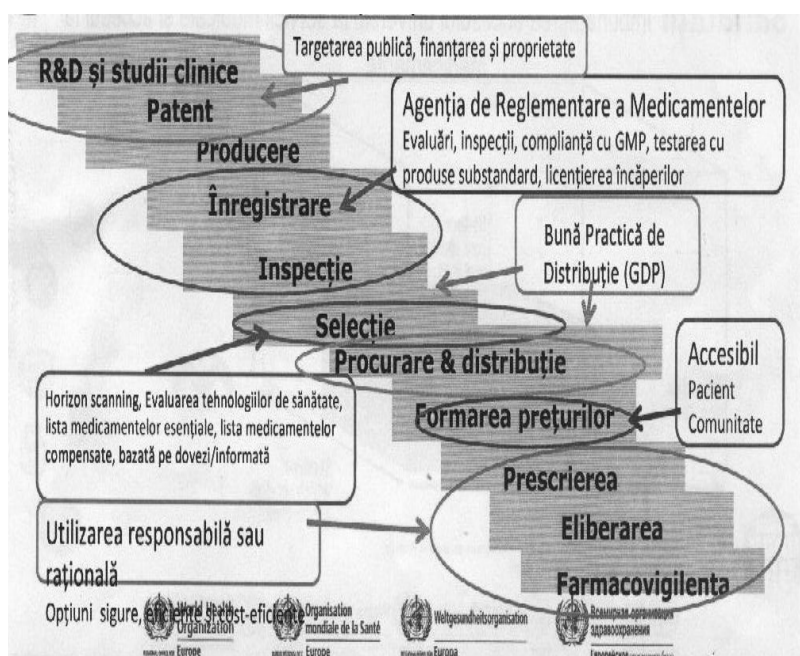 Targetarea publică, finanțarea și proprietate
R&D și studii clinice
Patent
Agenția de Reglementare a Medicamentelor
Evaluări, inspecții, complianță cu GMP, testarea cu
produse substandard, licențierea încăperilor
Producere
Înregistrare
Bună Practică de
Distribuție (GDP)
Inspecție
Selecție
Procurare & distribuție
Accesibil
Pacient
Comunitate
Horizon scanning, Evaluarea tehnologiilor de sănătate,
lista medicamentelor esențiale, lista medicamentelor
compensate, bazată pe dovezi/informată
Formarea prețurilor
Prescrierea
Utilizarea responsabilă sau
rațională
Eliberarea
Farmacovigilenta
Opțiuni sigure, eficiente și cost-eficiente
World Health
Organization
Europe
Organisation
mondiale de la Santé
Europe
Weltgesundheitsorganisation
Europa
Всемирная организация
здравоохранения